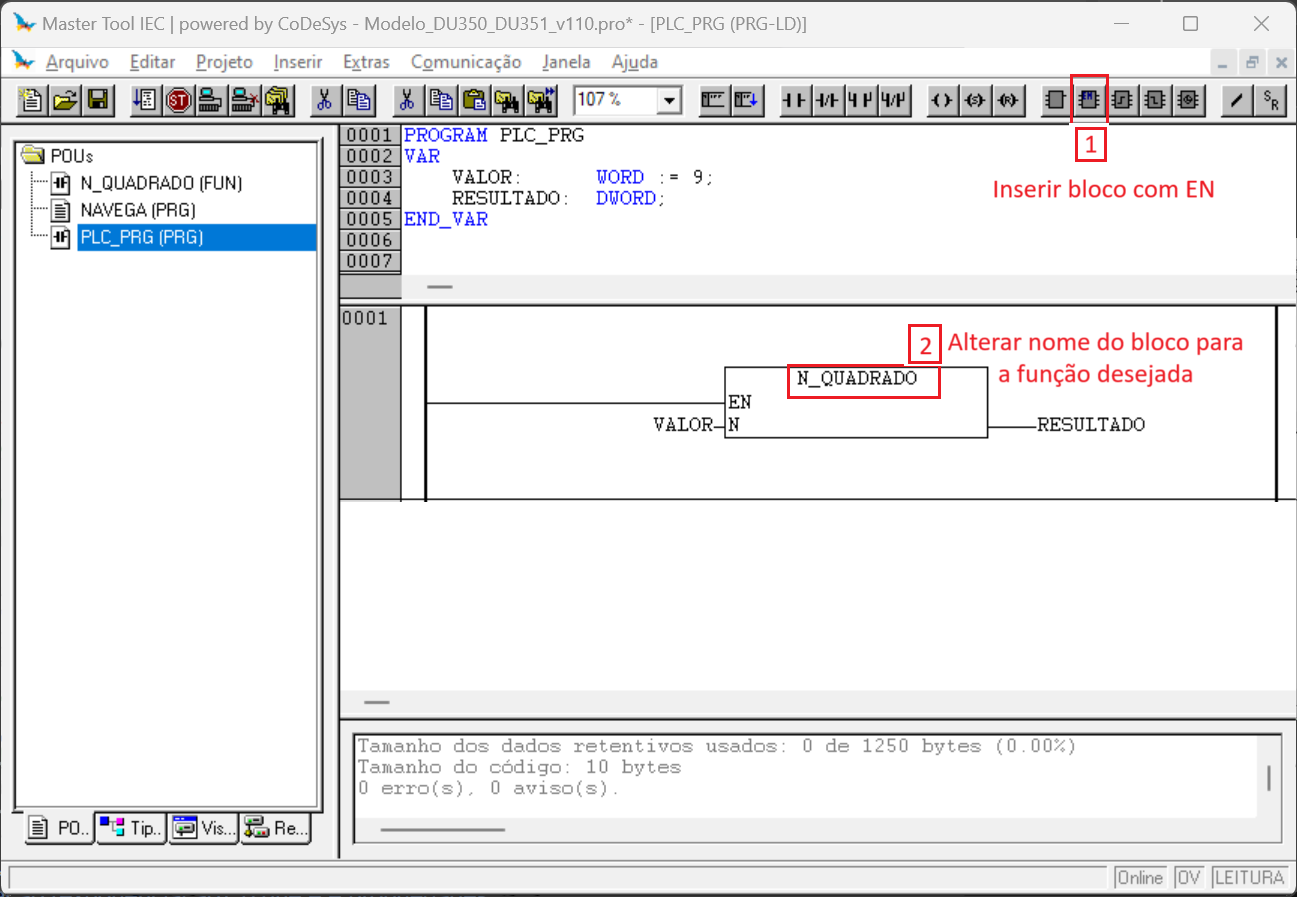 Master Tool IEC | powered by CoDeSys - Modelo_DU350_DU351_v110.pro* - [PLC_PRG (PRG-LD)]
Arquivo Editar Projeto Inserir Extras Comunicação Janela Ajuda
ST 107 % (S) (R) S R
1
Inserir bloco com EN
POUs
N_QUADRADO (FUN)
NAVEGA (PRG)
PLC_PRG (PRG)
0001 PROGRAM PLC_PRG
0002 VAR
0003 VALOR: WORD := 9;
0004 RESULTADO: DWORD;
0005 END_VAR
0006
0007
0001
2 Alterar nome do bloco para
a função desejada
N_QUADRADO
EN
VALOR N RESULTADO
Tamanho dos dados retentivos usados: 0 de 1250 bytes (0.00%)
Tamanho do código: 10 bytes
0 erro(s), 0 aviso(s).
PO... Tip... Vis... Re...
Online OV LEITURA